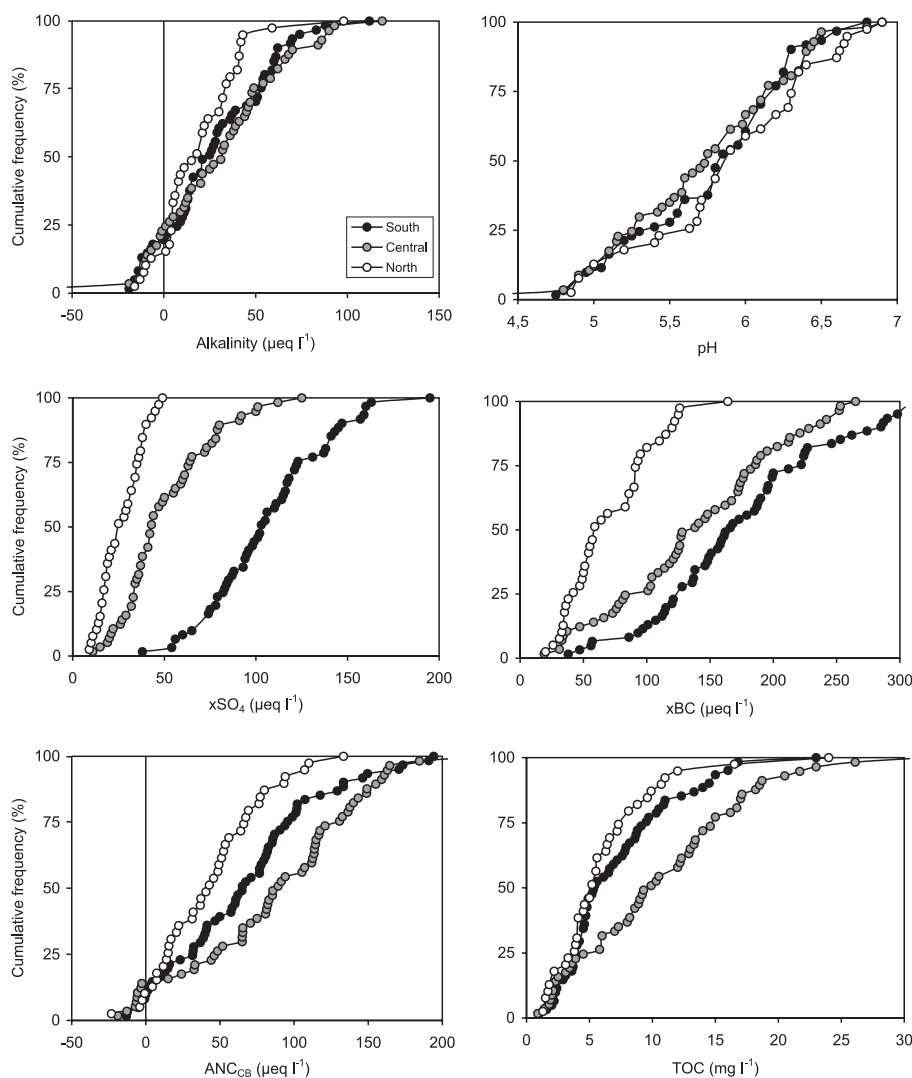 100
75
50
25
0
Cumulative frequency (%)
-50 0 50 100 150
Alkalinity (µeq l⁻¹)
South
Central
North
100
75
50
25
0
4,5 5 5,5 6 6,5 7
pH
100
75
50
25
0
Cumulative frequency (%)
0 50 100 150 200
xSO₄ (µeq l⁻¹)
100
75
50
25
0
0 50 100 150 200 250 300
xBC (µeq l⁻¹)
100
75
50
25
0
Cumulative frequency (%)
-50 0 50 100 150 200
ANC_CB (µeq l⁻¹)
100
75
50
25
0
0 5 10 15 20 25 30
TOC (mg l⁻¹)